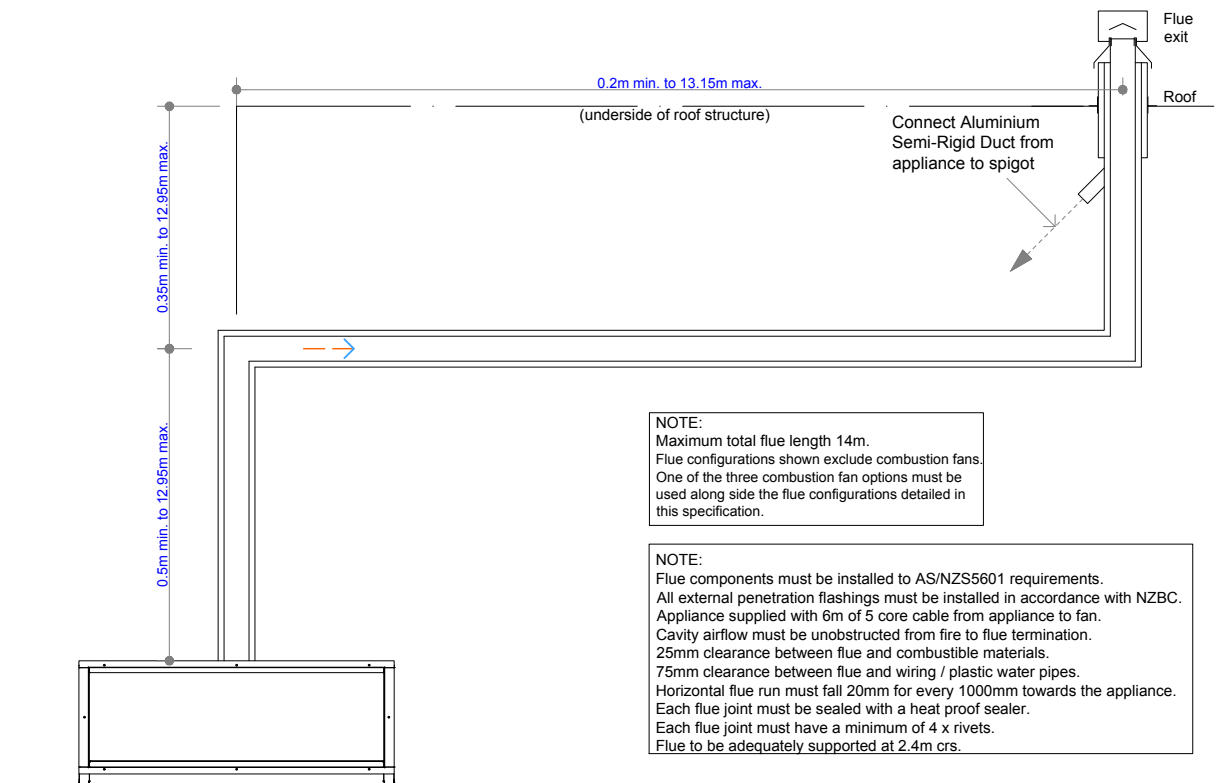 Flue
exit
0.2m min. to 13.15m max.
Roof
(underside of roof structure)
Connect Aluminium
Semi-Rigid Duct from
appliance to spigot
0.35m min. to 12.95m max.
0.5m min. to 12.95m max.
NOTE:
Maximum total flue length 14m.
Flue configurations shown exclude combustion fans.
One of the three combustion fan options must be
used along side the flue configurations detailed in
this specification.
NOTE:
Flue components must be installed to AS/NZS5601 requirements.
All external penetration flashings must be installed in accordance with NZBC.
Appliance supplied with 6m of 5 core cable from appliance to fan.
Cavity airflow must be unobstructed from fire to flue termination.
25mm clearance between flue and combustible materials.
75mm clearance between flue and wiring / plastic water pipes.
Horizontal flue run must fall 20mm for every 1000mm towards the appliance.
Each flue joint must be sealed with a heat proof sealer.
Each flue joint must have a minimum of 4 x rivets.
Flue to be adequately supported at 2.4m crs.